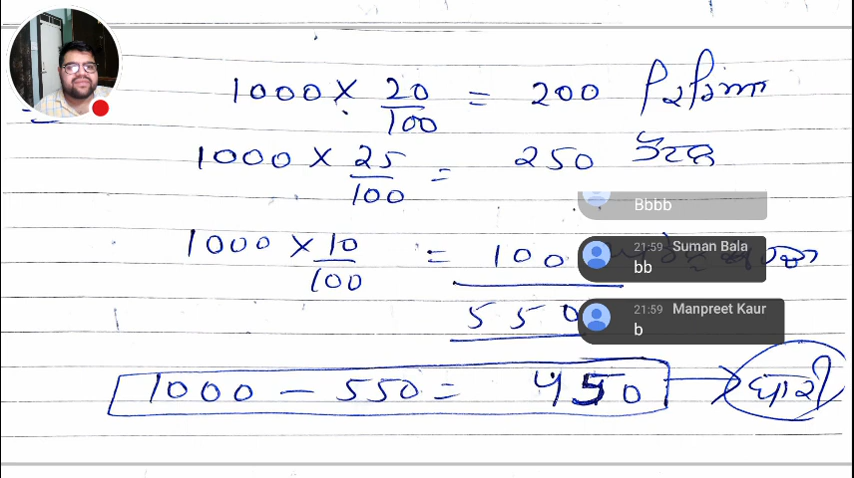 1000 × 20/100 = 200
1000 × 25/100 = 250
Bbbb
1000 × 10/100 = 100
21:59 Suman Bala
bb
550
21:59 Manpreet Kaur
b
1000 - 550 = 450